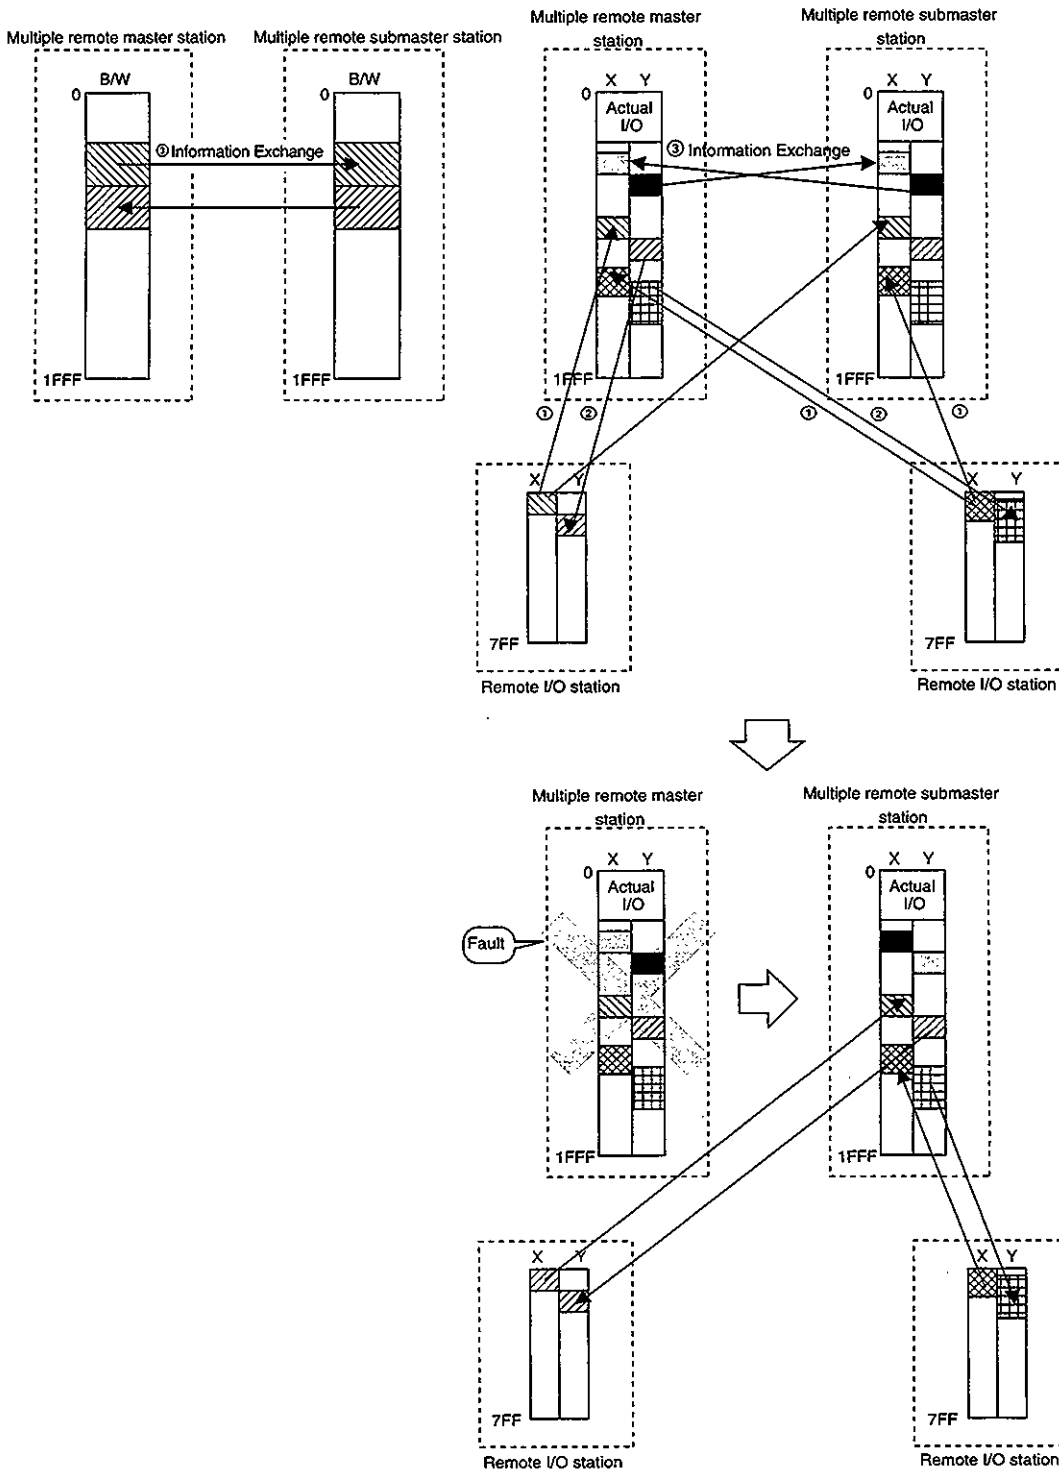 Multiple remote master station
Multiple remote submaster station
B/W
B/W
0
0
③ Information Exchange
1FFF
1FFF
Multiple remote master
station
Multiple remote submaster
station
X Y
X Y
0
0
Actual
I/O
Actual
I/O
③ Information Exchange
1FFF
1FFF
① ② ① ② ①
X Y
X Y
7FF
7FF
Remote I/O station
Remote I/O station
Multiple remote master
station
Multiple remote submaster
station
X Y
X Y
0
0
Actual
I/O
Actual
I/O
Fault
1FFF
1FFF
X Y
X Y
7FF
7FF
Remote I/O station
Remote I/O station